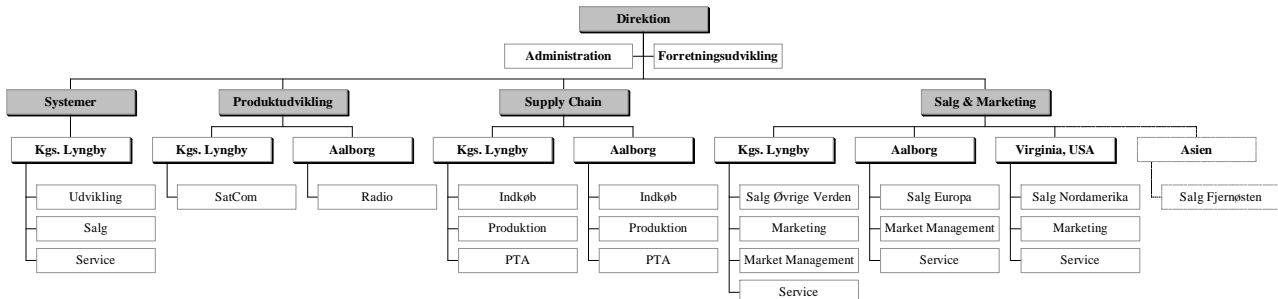 Direktion
Administration
Forretningsudvikling
Systemer
Produktudvikling
Supply Chain
Salg & Marketing
Kgs. Lyngby
Kgs. Lyngby
Aalborg
Kgs. Lyngby
Aalborg
Kgs. Lyngby
Aalborg
Virginia, USA
Asien
Udvikling
SatCom
Radio
Indkøb
Indkøb
Salg Øvrige Verden
Salg Europa
Salg Nordamerika
Salg Fjernøsten
Salg
Produktion
Produktion
Marketing
Market Management
Marketing
Service
PTA
PTA
Market Management
Service
Service
Service